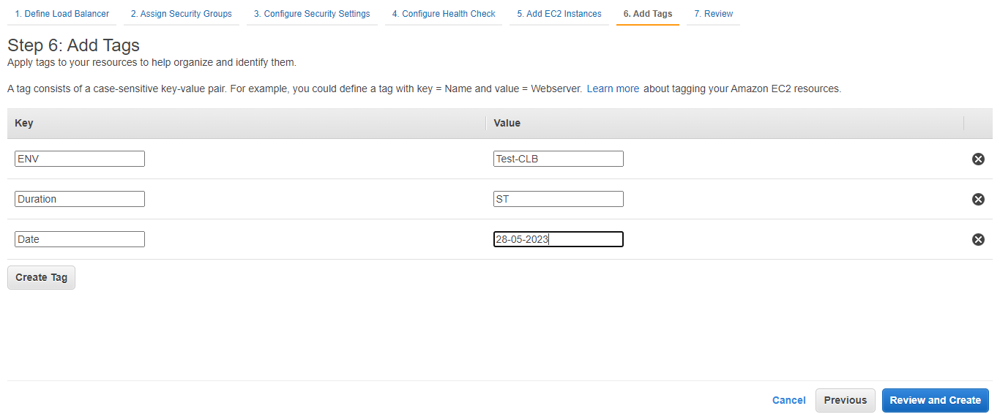 1. Define Load Balancer 2. Assign Security Groups 3. Configure Security Settings 4. Configure Health Check 5. Add EC2 Instances 6. Add Tags 7. Review
Step 6: Add Tags
Apply tags to your resources to help organize and identify them.
A tag consists of a case-sensitive key-value pair. For example, you could define a tag with key = Name and value = Webserver. Learn more about tagging your Amazon EC2 resources.
Key Value
ENV Test-CLB
Duration ST
Date 28-05-2023
Create Tag
Cancel Previous Review and Create